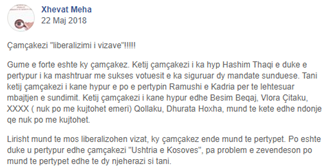 Xhevat Meha
22 Maj 2018
Çamçakezi "liberalizimi i vizave"!!!!!
Gume e forte eshte ky çamçakez. Ketij çamçakezi i ka hyp Hashim Thaqi e duke e
pertypur i ka mashtruar me sukses votuesit e ka siguruar dy mandate sunduese. Tani
ketij çamçakezi i kane hypur e po e pertypin Ramushi e Kadria per te lehtesuar
mbajtjen e sundimit. Ketij çamçakezi i kane hypur edhe Besim Beqaj, Vlora Çitaku,
XXXX ( nuk po me kujtohet emeri) Qollaku, Dhurata Hoxha, mund te kete edhe ndonje
qe nuk po me kujtohet.
Lirisht mund te mos liberalizohen vizat, ky çamçakez ende mund te pertypet. Po eshte
duke u pertypur edhe çamçakezi "Ushtria e Kosoves", pa problem e zevendeson po
mund te pertypet edhe te dy njeherazi si tani.